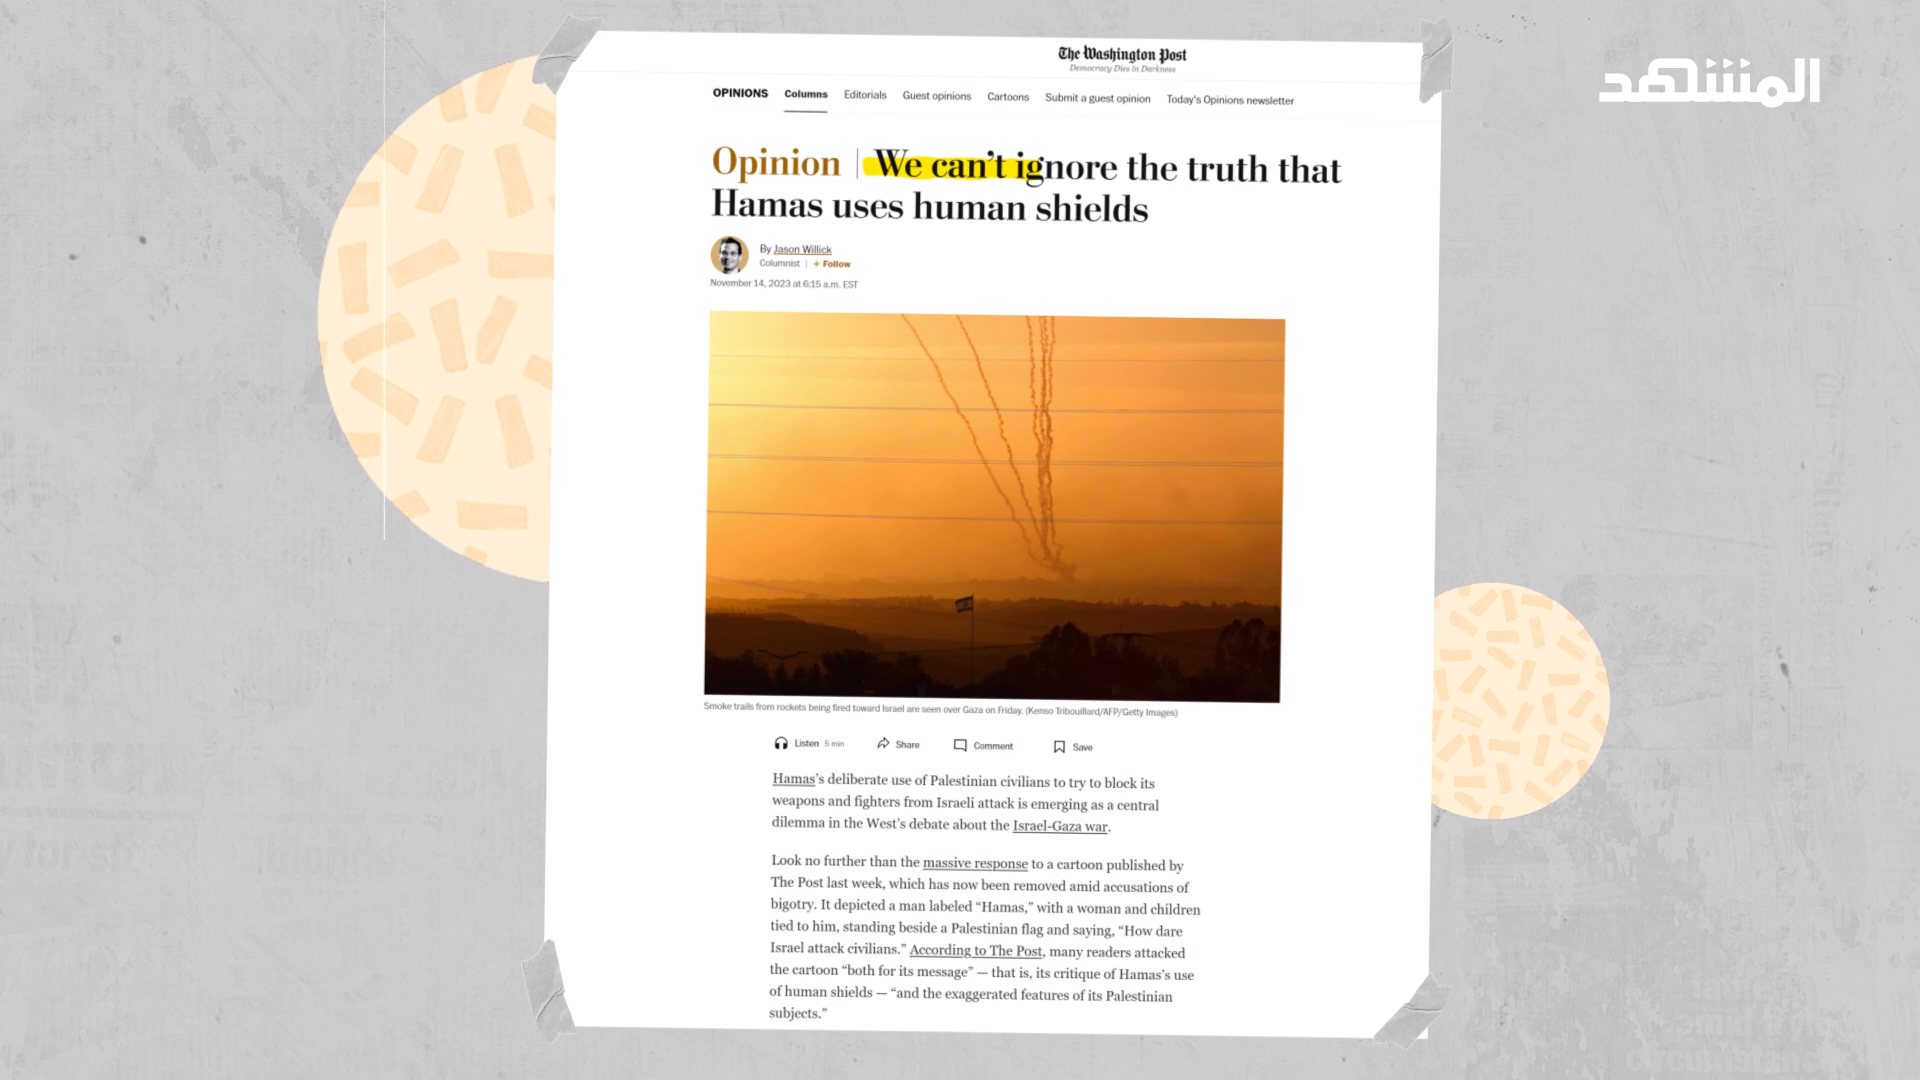 The Washington Post
Democracy Dies in Darkness
المشهد
OPINIONS Columns Editorials Guest opinions Cartoons Submit a guest opinion Today's Opinions newsletter
Opinion | We can't ignore the truth that
Hamas uses human shields
By Jason Willick
Columnist | + Follow
November 14, 2023 at 6:15 a.m. EST
Smoke trails from rockets being fired toward Israel are seen over Gaza on Friday. (Kenso Tribouillard/AFP/Getty Images)
Listen 5 min Share Comment Save
Hamas's deliberate use of Palestinian civilians to try to block its
weapons and fighters from Israeli attack is emerging as a central
dilemma in the West's debate about the Israel-Gaza war.
Look no further than the massive response to a cartoon published by
The Post last week, which has now been removed amid accusations of
bigotry. It depicted a man labeled “Hamas,” with a woman and children
tied to him, standing beside a Palestinian flag and saying, “How dare
Israel attack civilians.” According to The Post, many readers attacked
the cartoon “both for its message” — that is, its critique of Hamas's use
of human shields — “and the exaggerated features of its Palestinian
subjects.”